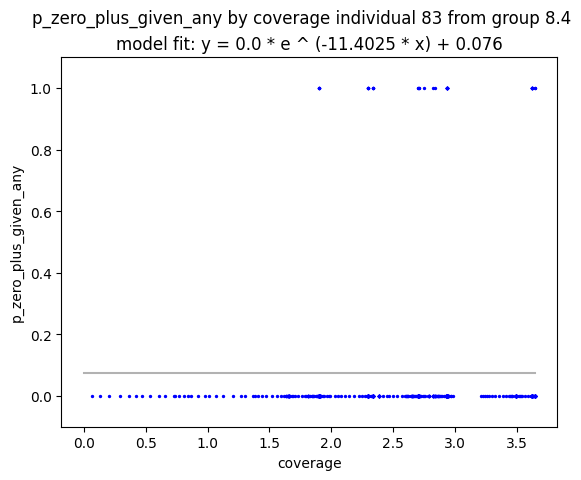 p_zero_plus_given_any by coverage individual 83 from group 8.4
model fit: y = 0.0 * e ^ (-11.4025 * x) + 0.076
1.0
0.8
0.6
0.4
0.2
0.0
p_zero_plus_given_any
0.0 0.5 1.0 1.5 2.0 2.5 3.0 3.5
coverage